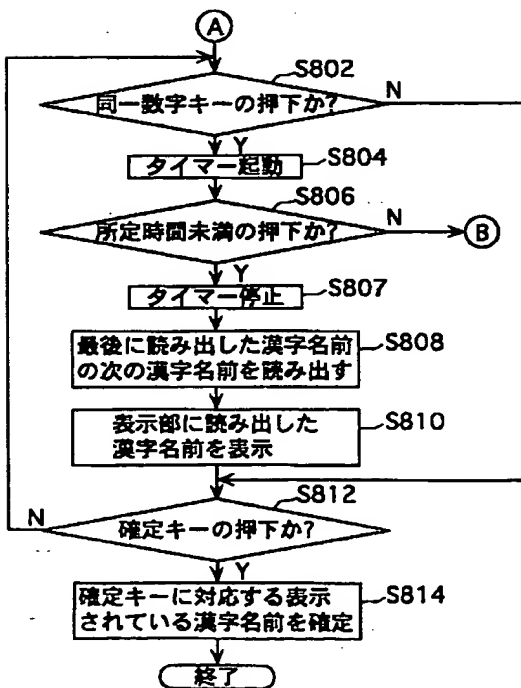 A
S802
同一数字キーの押下か?
N
Y
S804
タイマー起動
S806
所定時間未満の押下か?
N
B
Y
S807
タイマー停止
S808
最後に読み出した漢字名前
の次の漢字名前を読み出す
S810
表示部に読み出した
漢字名前を表示
S812
N
確定キーの押下か?
Y
S814
確定キーに対応する表示
されている漢字名前を確定
終了